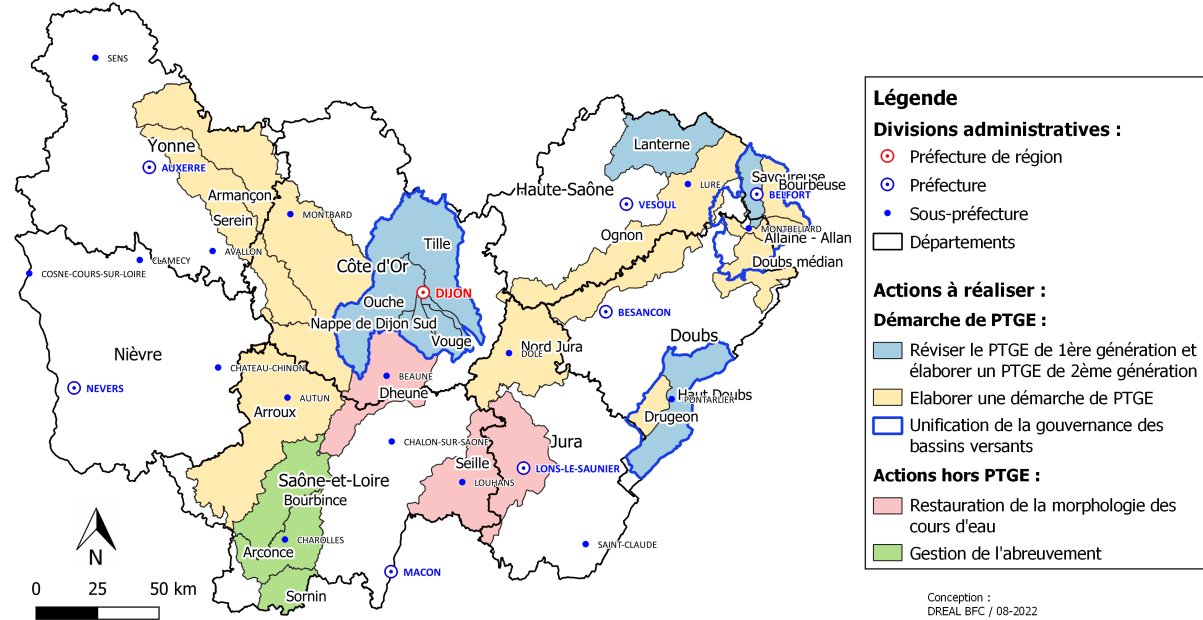 SENS
Yonne
AUXERRE
Armançon
Serein
MONTBARD
AVALLON
CLAMECY
COSNE-COURS-SUR-LOIRE
Nièvre
NEVERS
CHATEAU-CHINON
Côte d'Or
Tille
DIJON
Ouche
Nappe de Dijon Sud
Vouge
BEAUNE
Dheune
AUTUN
Arroux
CHALON-SUR-SAONE
Saône-et-Loire
Bourbince
CHAROLLES
Arconce
Sornin
MACON
Seille
LOUHANS
Jura
LONS-LE-SAUNIER
SAINT-CLAUDE
Nord Jura
DOLE
Lanterne
Haute-Saône
VESOUL
LURE
Ognon
Savoureuse
Bourbeuse
BELFORT
MONTBELIARD
Allaine - Allan
Doubs médian
BESANCON
Doubs
Haut Doubs
PONTARLIER
Drugeon
N
0 25 50 km
Légende
Divisions administratives :
Préfecture de région
Préfecture
Sous-préfecture
Départements
Actions à réaliser :
Démarche de PTGE :
Réviser le PTGE de 1ère génération et
élaborer un PTGE de 2ème génération
Elaborer une démarche de PTGE
Unification de la gouvernance des
bassins versants
Actions hors PTGE :
Restauration de la morphologie des
cours d'eau
Gestion de l'abreuvement
Conception :
DREAL BFC / 08-2022